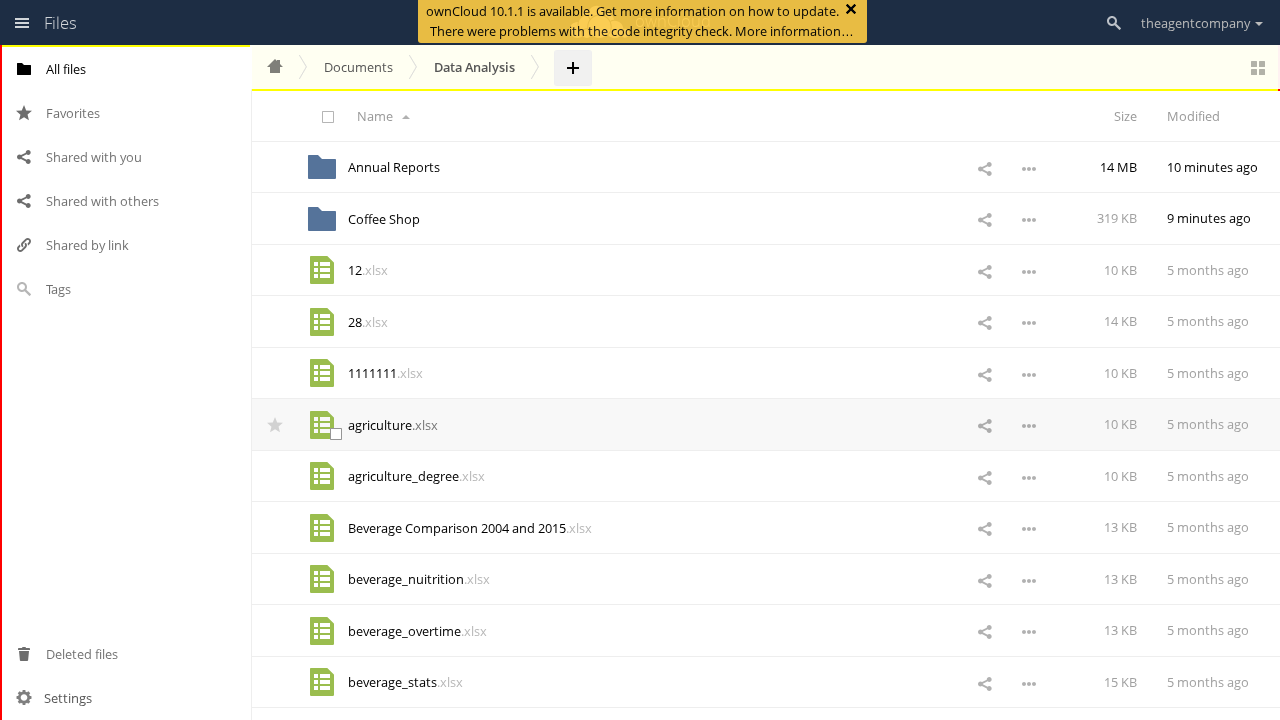 Files
ownCloud 10.1.1 is available. Get more information on how to update.
There were problems with the code integrity check. More information…
theagentcompany
All files
Favorites
Shared with you
Shared with others
Shared by link
Tags
Deleted files
Settings
Documents
Data Analysis
Name
Size
Modified
Annual Reports
14 MB
10 minutes ago
Coffee Shop
319 KB
9 minutes ago
12.xlsx
10 KB
5 months ago
28.xlsx
14 KB
5 months ago
1111111.xlsx
10 KB
5 months ago
agriculture.xlsx
10 KB
5 months ago
agriculture_degree.xlsx
10 KB
5 months ago
Beverage Comparison 2004 and 2015.xlsx
13 KB
5 months ago
beverage_nuitrition.xlsx
13 KB
5 months ago
beverage_overtime.xlsx
13 KB
5 months ago
beverage_stats.xlsx
15 KB
5 months ago